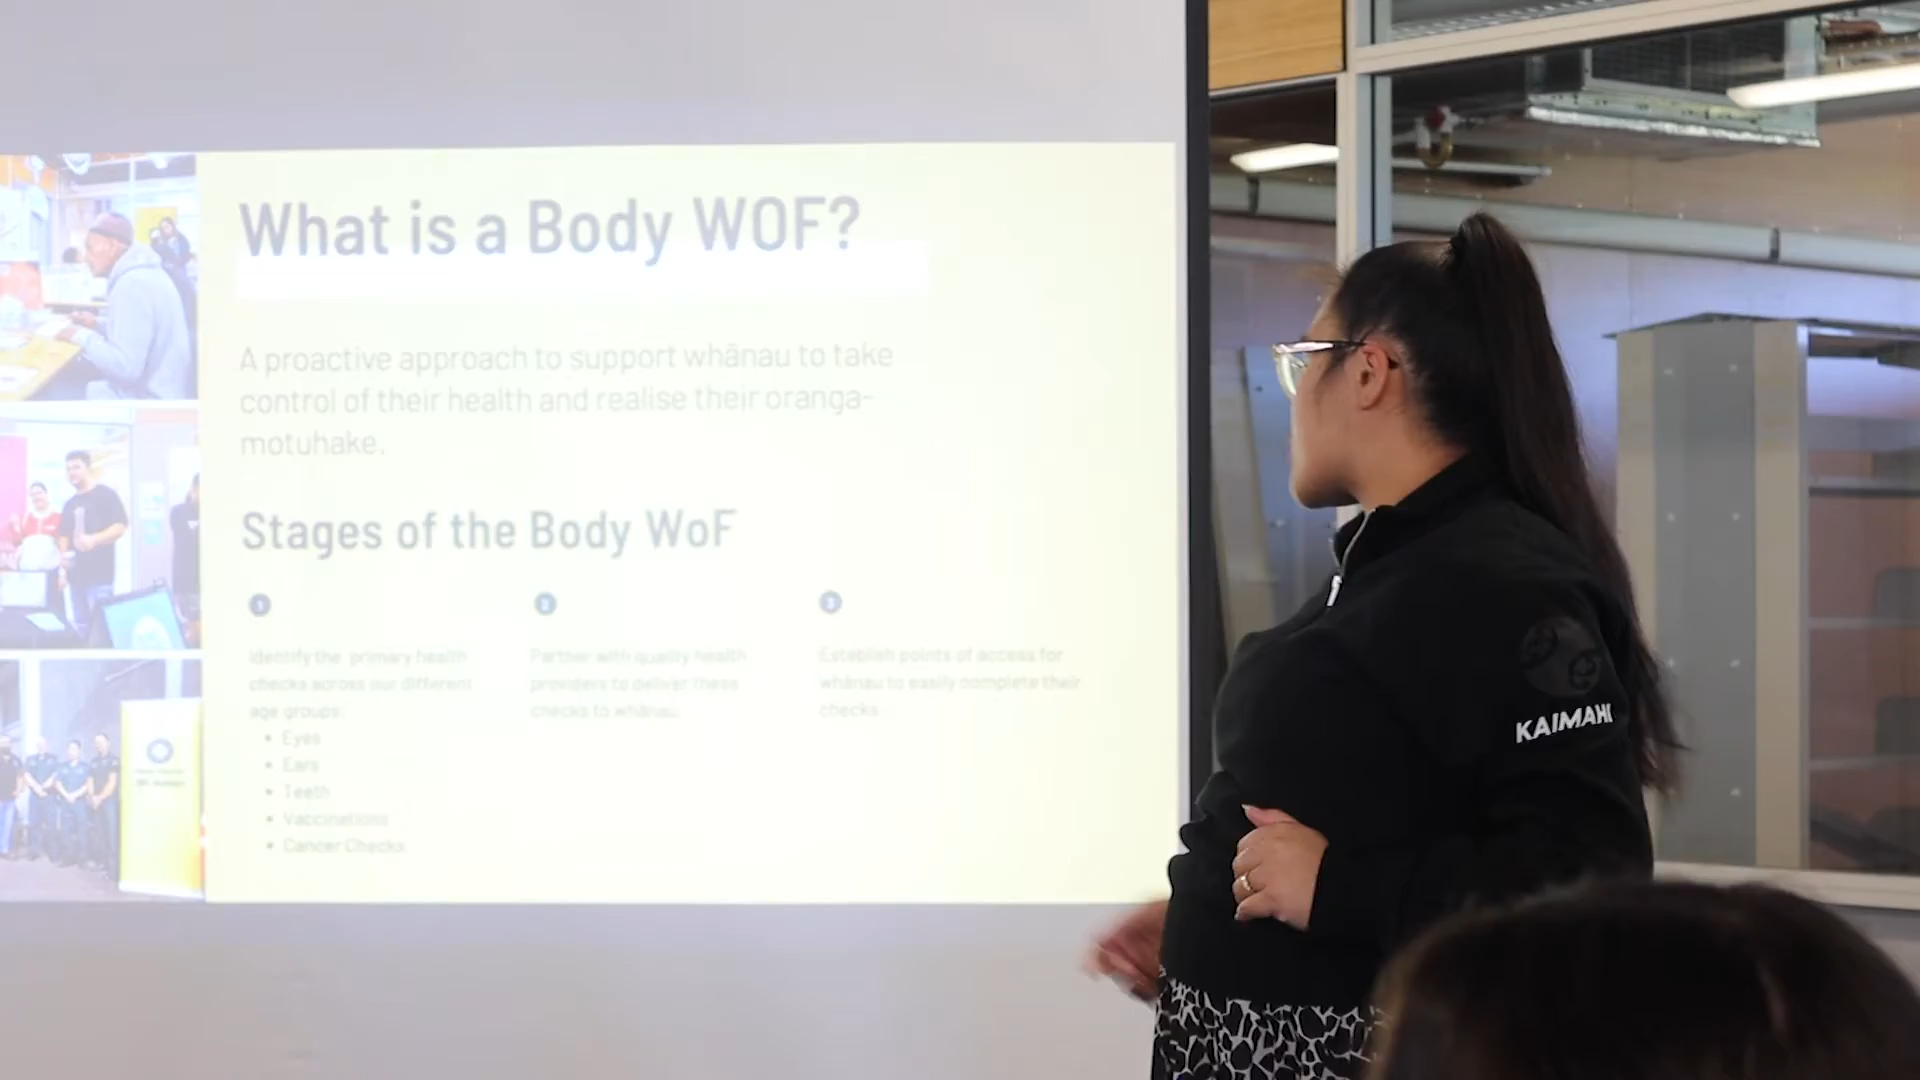 What is a Body WOF?
A proactive approach to support whānau to take
control of their health and realise their oranga-
motuhake.
Stages of the Body WoF
1
Identify the primary health
checks across our different
age groups:
• Eyes
• Ears
• Teeth
• Vaccinations
• Cancer Checks
2
Partner with quality health
providers to deliver these
checks to whānau.
3
Establish points of access for
whānau to easily complete their
checks
KAIMAHI